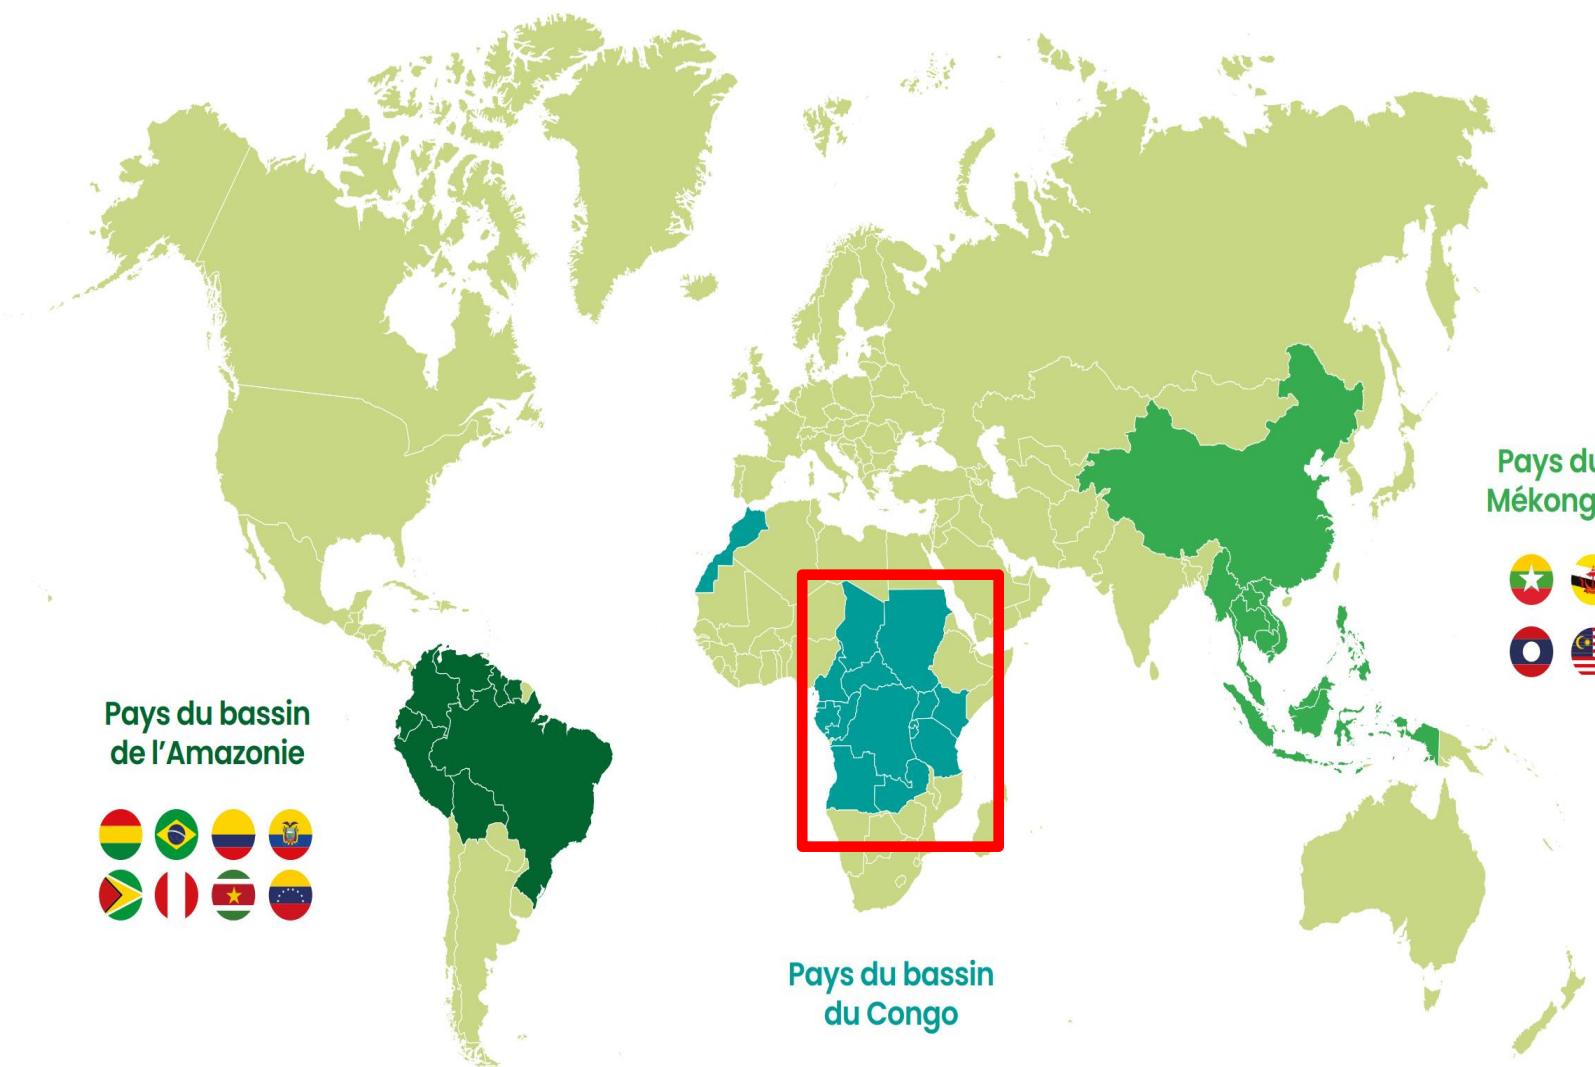 Pays du
Mékong
Pays du bassin
de l'Amazonie
Pays du bassin
du Congo